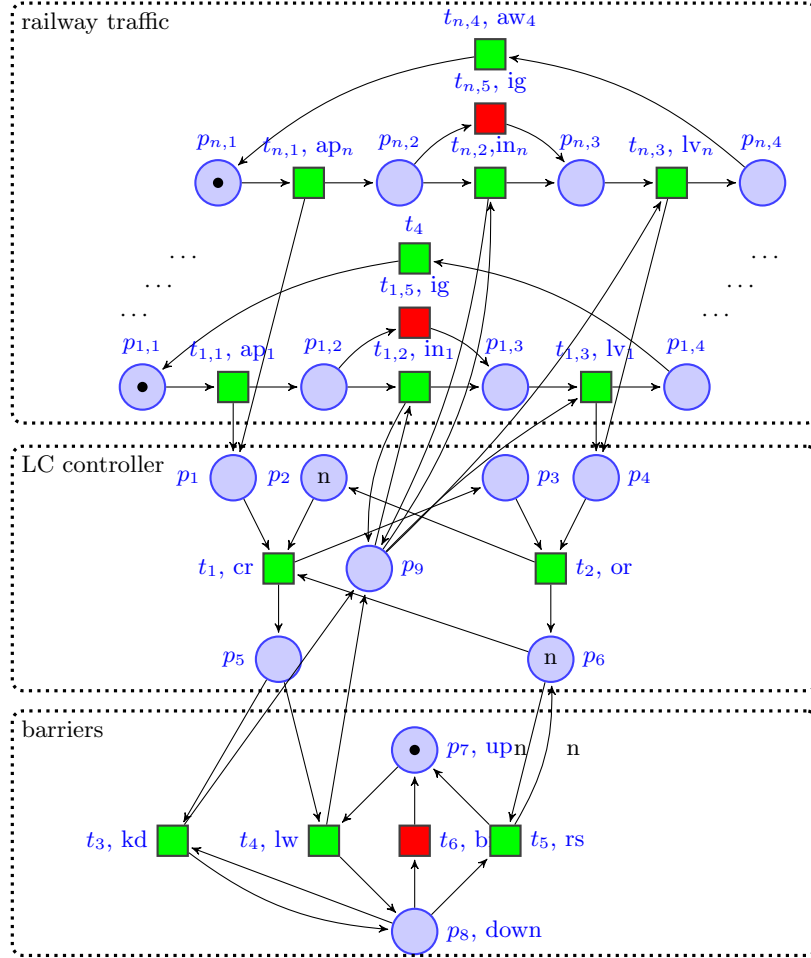 railway traffic
t_{n,4}, aw_4
t_{n,5}, ig
p_{n,1}
t_{n,1}, ap_n
p_{n,2}
t_{n,2},in_n
p_{n,3}
t_{n,3}, lv_n
p_{n,4}
t_4
... ...
t_{1,5}, ig
... ...
... ...
p_{1,1}
t_{1,1}, ap_1
p_{1,2}
t_{1,2}, in_1
p_{1,3}
t_{1,3}, lv_1
p_{1,4}
LC controller
p_1
p_2
n
p_3
p_4
t_1, cr
p_9
t_2, or
p_5
n
p_6
barriers
p_7, up
n
n
t_3, kd
t_4, lw
t_6, b
t_5, rs
p_8, down